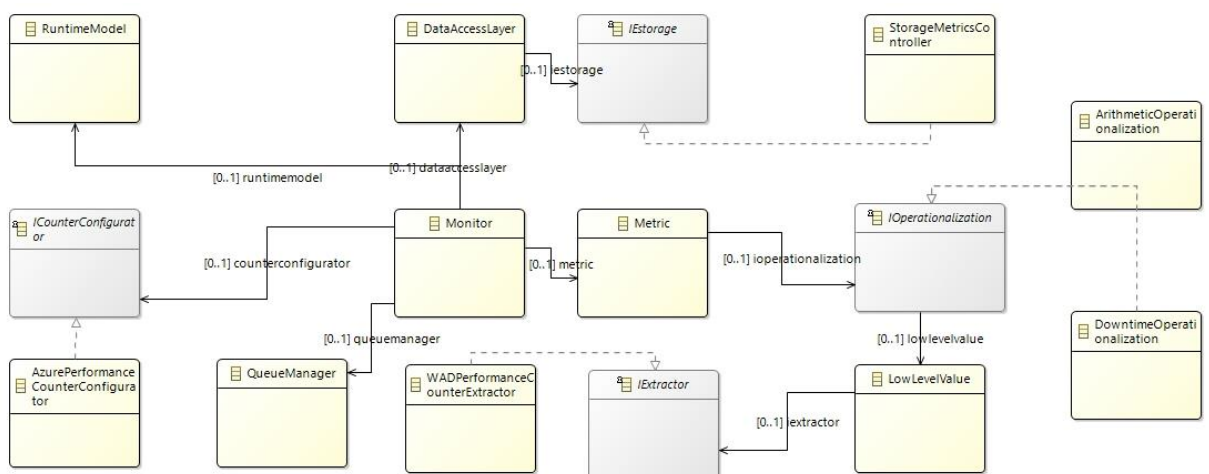 RuntimeModel
DataAccessLayer
IEstorage
StorageMetricsCo
ntroller
[0..1] iestorage
ArithmeticOperati
onalization
[0..1] runtimemodel
[0..1] dataaccesslayer
ICounterConfigurat
or
Monitor
Metric
IOperationalization
[0..1] counterconfigurator
[0..1] metric
[0..1] ioperationalization
[0..1] queuemanager
[0..1] lowlevelvalue
DowntimeOperati
onalization
AzurePerformance
CounterConfigura
tor
QueueManager
WADPerformanceC
ounterExtractor
IExtractor
LowLevelValue
[0..1] iextractor